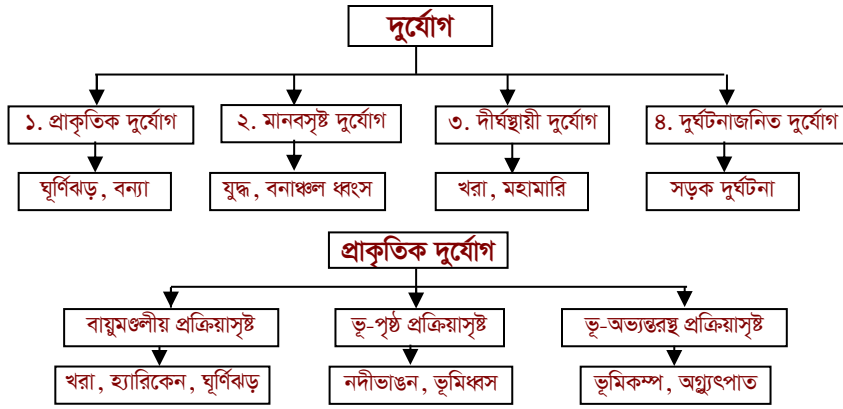 দুর্যোগ
১. প্রাকৃতিক দুর্যোগ
২. মানবসৃষ্ট দুর্যোগ
৩. দীর্ঘস্থায়ী দুর্যোগ
৪. দুর্ঘটনাজনিত দুর্যোগ
ঘূর্ণিঝড়, বন্যা
যুদ্ধ, বনাঞ্চল ধ্বংস
খরা, মহামারি
সড়ক দুর্ঘটনা
প্রাকৃতিক দুর্যোগ
বায়ুমণ্ডলীয় প্রক্রিয়াসৃষ্ট
ভূ-পৃষ্ঠ প্রক্রিয়াসৃষ্ট
ভূ-অভ্যন্তরস্থ প্রক্রিয়াসৃষ্ট
খরা, হ্যারিকেন, ঘূর্ণিঝড়
নদীভাঙন, ভূমিধ্বস
ভূমিকম্প, অগ্ন্যুৎপাত